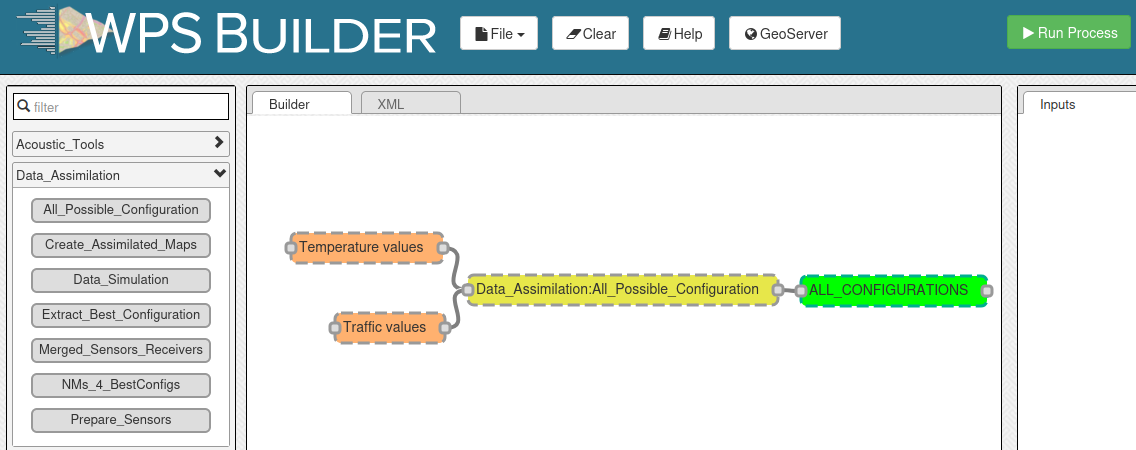 WPS BUILDER
File
Clear
Help
GeoServer
Run Process
filter
Acoustic_Tools
Data_Assimilation
All_Possible_Configuration
Create_Assimilated_Maps
Data_Simulation
Extract_Best_Configuration
Merged_Sensors_Receivers
NMs_4_BestConfigs
Prepare_Sensors
Builder
XML
Temperature values
Data_Assimilation:All_Possible_Configuration
ALL_CONFIGURATIONS
Traffic values
Inputs